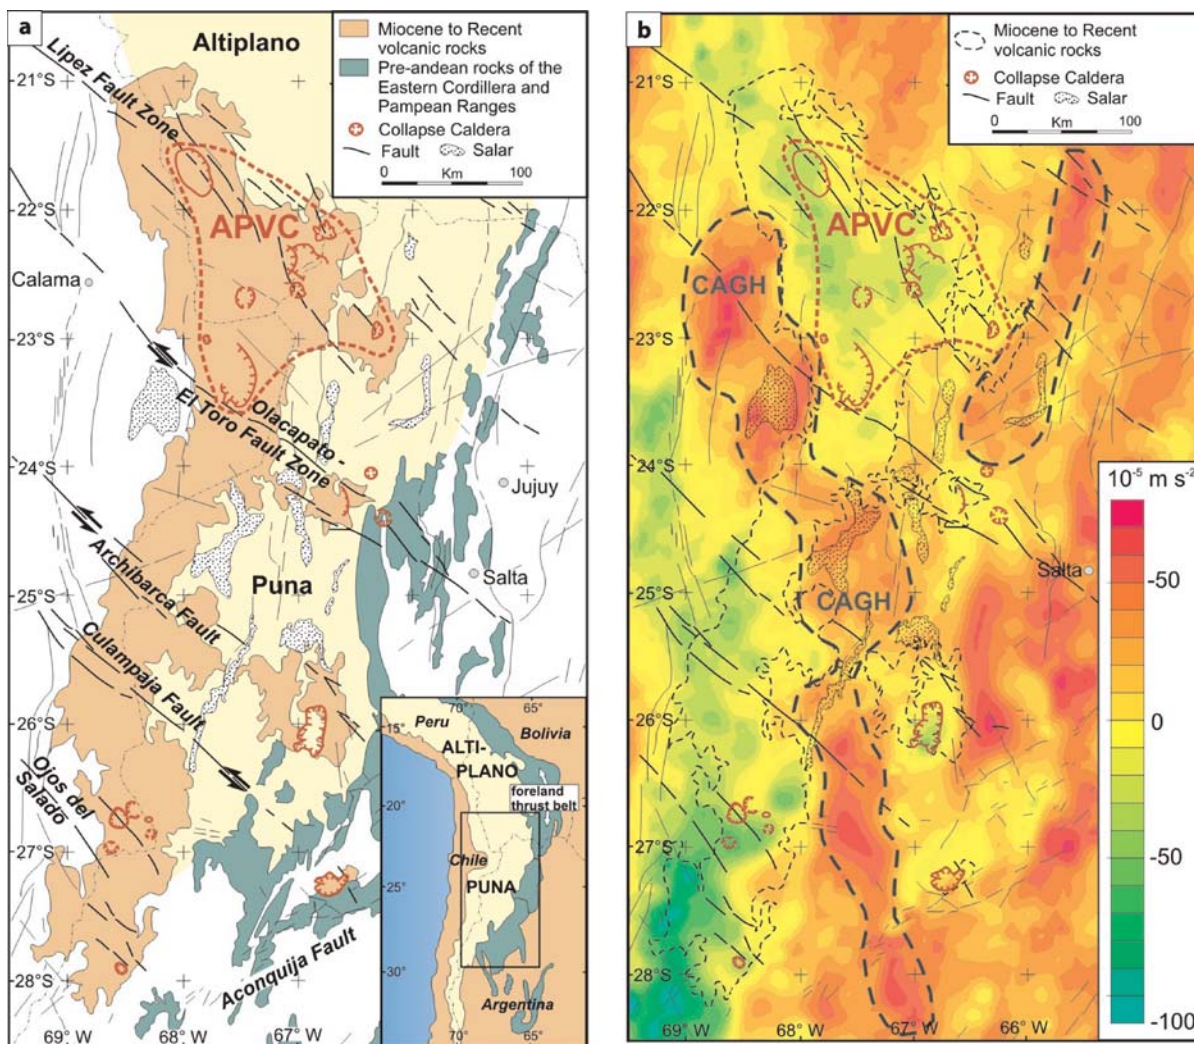 a
Altiplano
Miocene to Recent
volcanic rocks
Pre-andean rocks of the
Eastern Cordillera and
Pampean Ranges
Collapse Caldera
Fault
Salar
0 Km 100
Lipez Fault Zone
21°S
22°S
APVC
Calama
23°S
Olacapato -
El Toro Fault Zone
24°S
Jujuy
Archibarca Fault
Puna
Salta
25°S
Culampaja Fault
26°S
Ojos del
Salado
27°S
28°S
Aconquija Fault
69° W
68° W
67° W
70°
65°
Peru
Bolivia
15°
ALTI-
PLANO
foreland
thrust belt
20°
Chile
PUNA
25°
30°
Argentina
70°
65°
b
Miocene to Recent
volcanic rocks
Collapse Caldera
Fault
Salar
0 Km 100
21°S
22°S
APVC
CAGH
23°S
24°S
Salta
25°S
CAGH
26°S
27°S
28°S
69° W
68° W
67° W
66° W
10⁻⁵ m s⁻²
-50
0
-50
-100